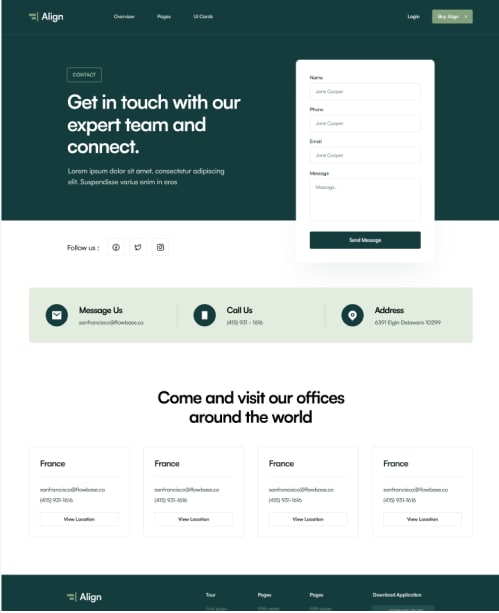 Align
Overview Pages UI Cards
Login Buy Align
CONTACT
Get in touch with our
expert team and
connect.
Lorem ipsum dolor sit amet, consectetur adipiscing
elit. Suspendisse varius enim in eros
Name
Jane Cooper
Phone
Jane Cooper
Email
Jane Cooper
Message
Message..
Send Message
Follow us :
Message Us
sanfrancisco@flowbase.co
Call Us
(415) 931 - 1616
Address
6391 Elgin Delaware 10299
Come and visit our offices
around the world
France
sanfrancisco@flowbase.co
(415) 931-1616
View Location
France
sanfrancisco@flowbase.co
(415) 931-1616
View Location
France
sanfrancisco@flowbase.co
(415) 931-1616
View Location
France
sanfrancisco@flowbase.co
(415) 931-1616
View Location
Align
Tour Pages Pages Download Application